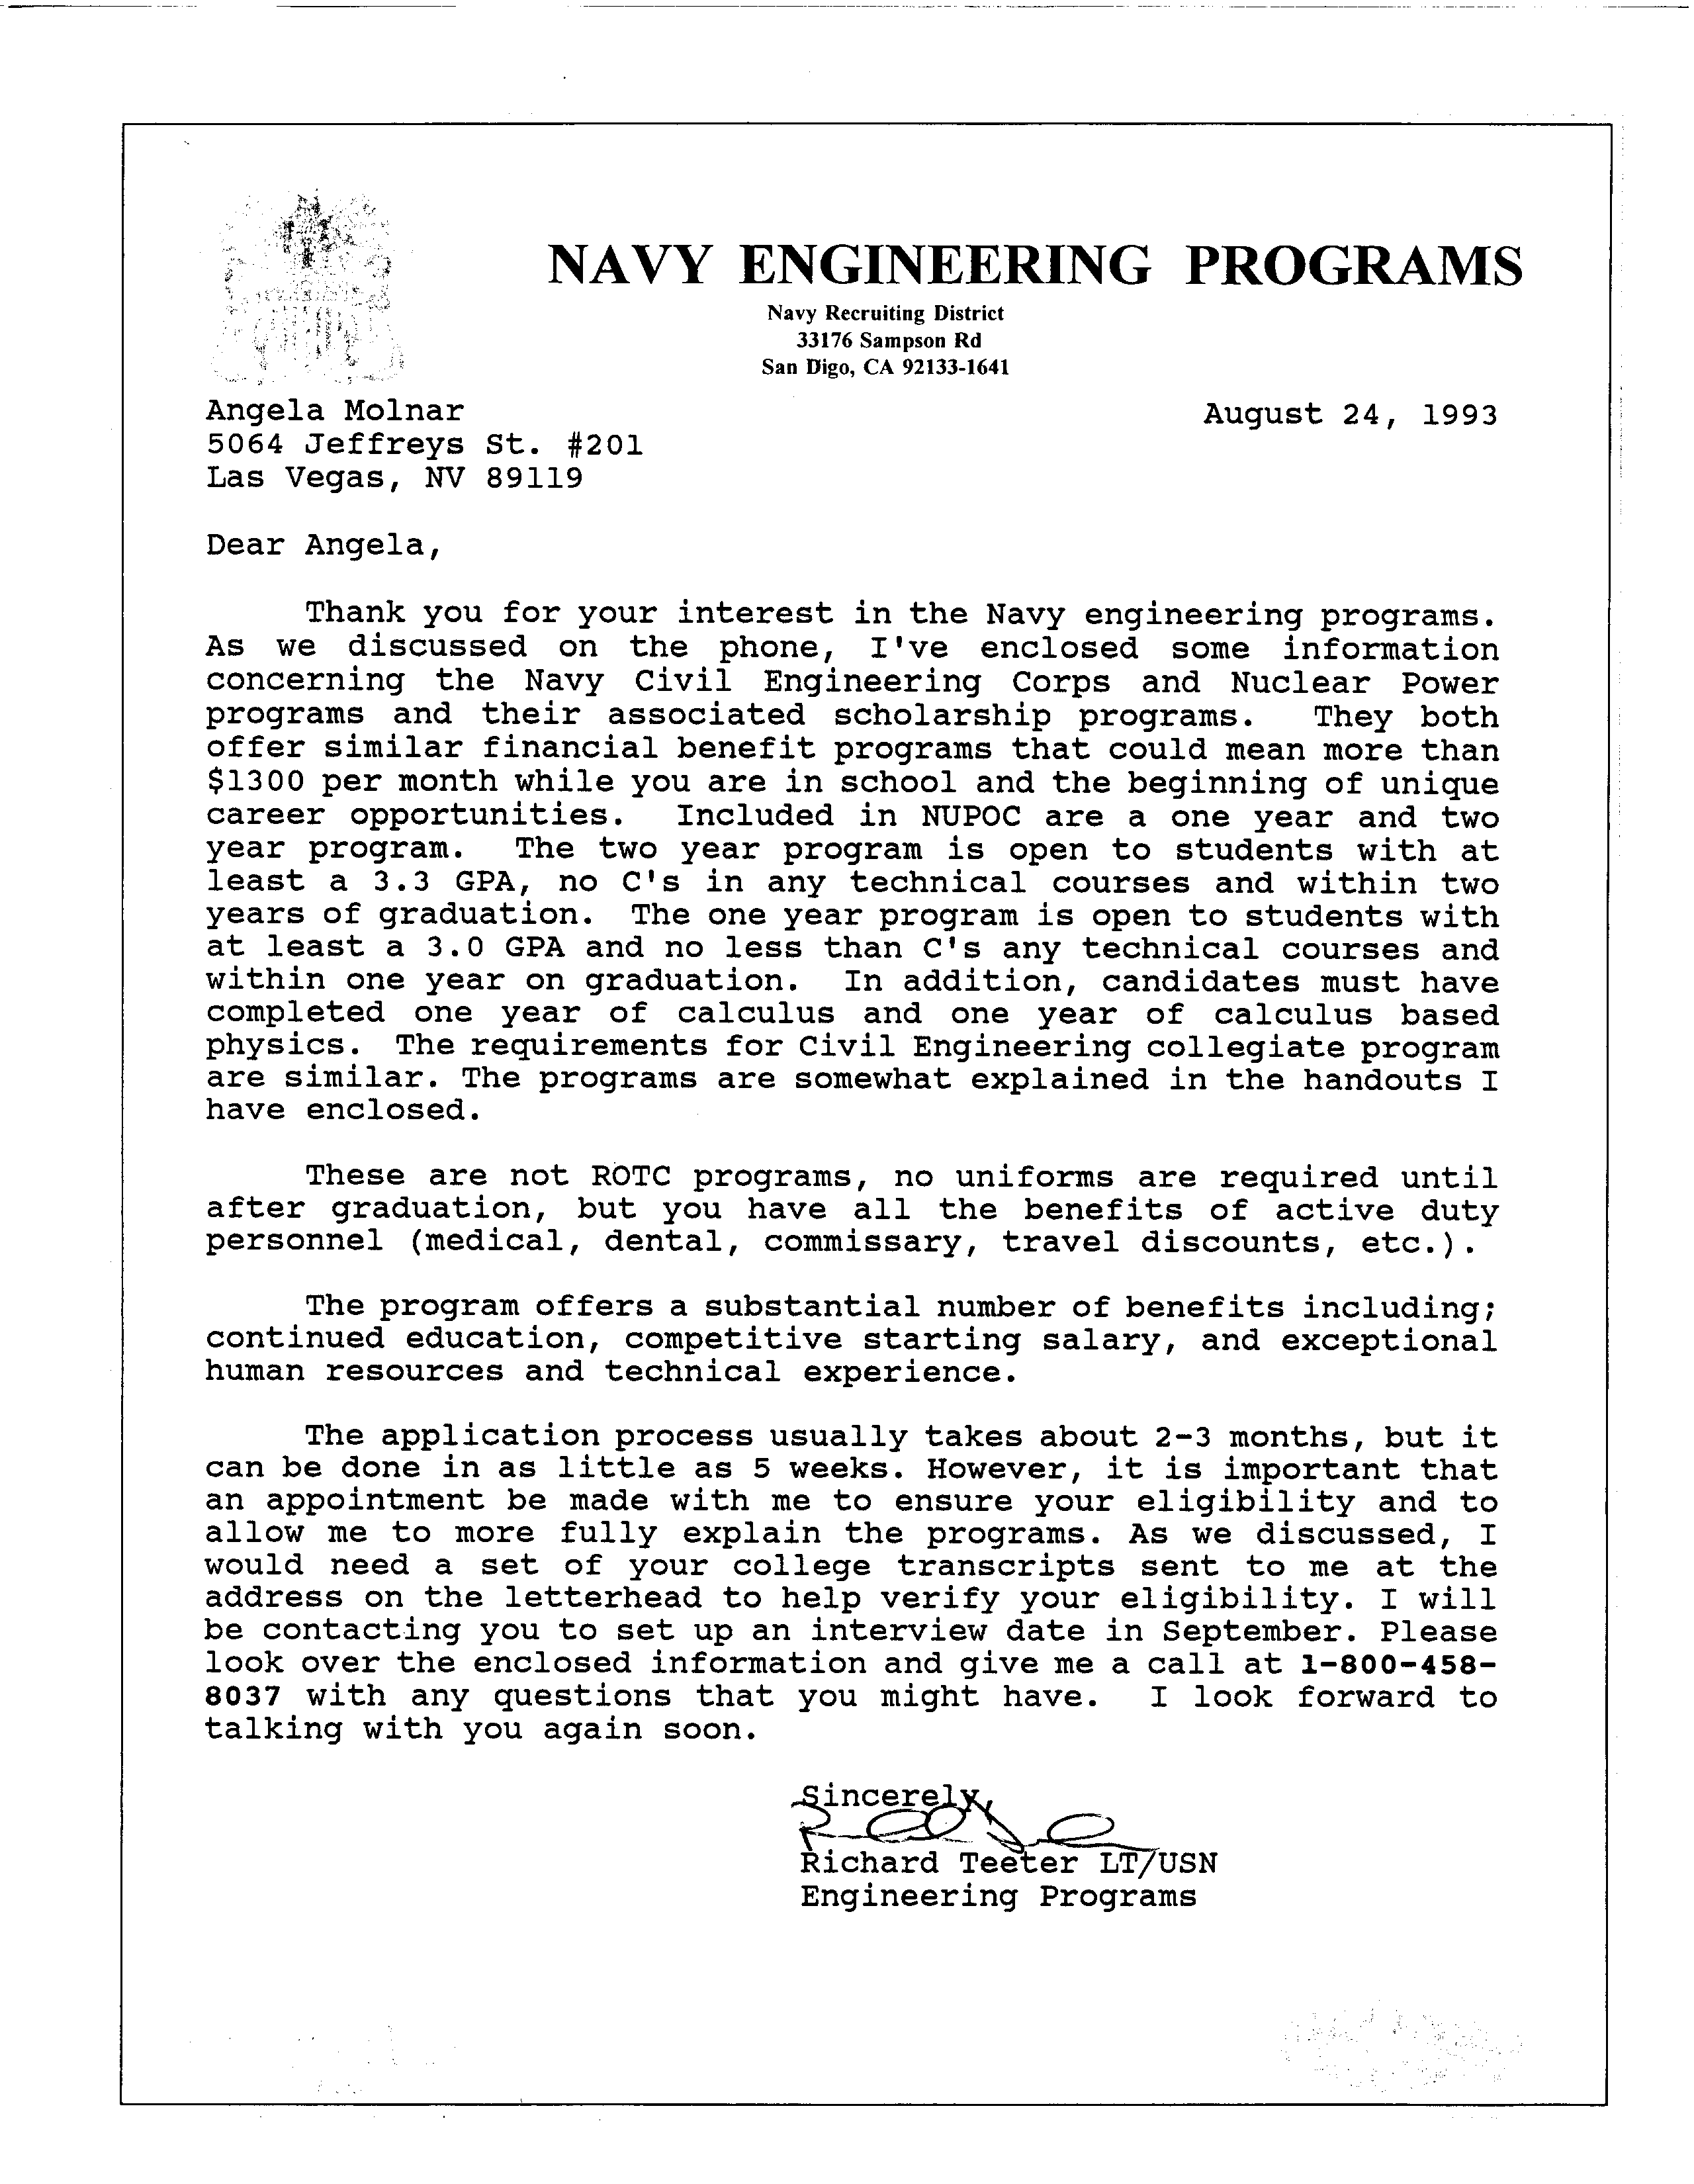 NAVY ENGINEERING PROGRAMS
Navy Recruiting District
33176 Sampson Rd
San Digo, CA 92133-1641
Angela Molnar
August 24, 1993
5064 Jeffreys St. #201
Las Vegas, NV 89119
Dear Angela,
Thank you for your interest in the Navy engineering programs.
As we discussed on the phone, I've enclosed some information
concerning the Navy Civil Engineering Corps and Nuclear Power
programs and their associated scholarship programs. They both
offer similar financial benefit programs that could mean more than
$1300 per month while you are in school and the beginning of unique
career opportunities. Included in NUPOC are a one year and two
year program. The two year program is open to students with at
least a 3.3 GPA, no C's in any technical courses and within two
years of graduation. The one year program is open to students with
at least a 3.0 GPA and no less than C's any technical courses and
within one year on graduation. In addition, candidates must have
completed one year of calculus and one year of calculus based
physics. The requirements for Civil Engineering collegiate program
are similar. The programs are somewhat explained in the handouts I
have enclosed.
These are not ROTC programs, no uniforms are required until
after graduation, but you have all the benefits of active duty
personnel (medical, dental, commissary, travel discounts, etc.).
The program offers a substantial number of benefits including;
continued education, competitive starting salary, and exceptional
human resources and technical experience.
The application process usually takes about 2-3 months, but it
can be done in as little as 5 weeks. However, it is important that
an appointment be made with me to ensure your eligibility and to
allow me to more fully explain the programs. As we discussed, I
would need a set of your college transcripts sent to me at the
address on the letterhead to help verify your eligibility. I will
be contacting you to set up an interview date in September. Please
look over the enclosed information and give me a call at 1-800-458-
8037 with any questions that you might have. I look forward to
talking with you again soon.
Sincerely,
Richard Teeter LT/USN
Engineering Programs